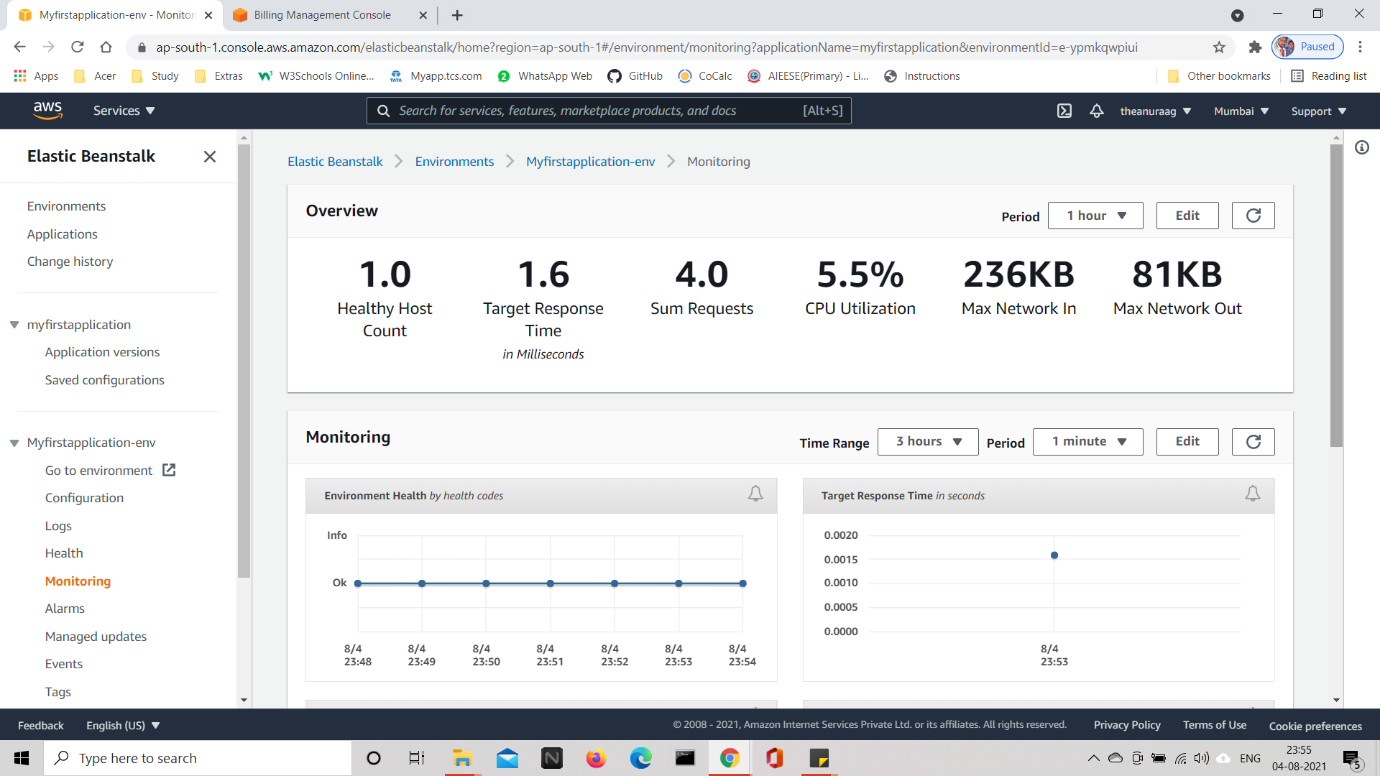 Myfirstapplication-env - Monitor
Billing Management Console
ap-south-1.console.aws.amazon.com/elasticbeanstalk/home?region=ap-south-1#/environment/monitoring?applicationName=myfirstapplication&environmentId=e-ypmkqwpiui
Paused
Apps Acer Study Extras W3Schools Online... Myapp.tcs.com WhatsApp Web GitHub CoCalc AIEESE(Primary) - Li... Instructions Other bookmarks Reading list
aws Services Search for services, features, marketplace products, and docs [Alt+S] theanuraag Mumbai Support
Elastic Beanstalk
Environments
Applications
Change history
myfirstapplication
Application versions
Saved configurations
Myfirstapplication-env
Go to environment
Configuration
Logs
Health
Monitoring
Alarms
Managed updates
Events
Tags
Elastic Beanstalk Environments Myfirstapplication-env Monitoring
Overview
Period 1 hour Edit
1.0 1.6 4.0 5.5% 236KB 81KB
Healthy Host Target Response Sum Requests CPU Utilization Max Network In Max Network Out
Count Time
in Milliseconds
Monitoring
Time Range 3 hours Period 1 minute Edit
Environment Health by health codes
Info
Ok
8/4 8/4 8/4 8/4 8/4 8/4 8/4
23:48 23:49 23:50 23:51 23:52 23:53 23:54
Target Response Time in seconds
0.0020
0.0015
0.0010
0.0005
0.0000
8/4
23:53
Feedback English (US) © 2008 - 2021, Amazon Internet Services Private Ltd. or its affiliates. All rights reserved. Privacy Policy Terms of Use Cookie preferences
Type here to search
N
ENG
23:55
04-08-2021
5